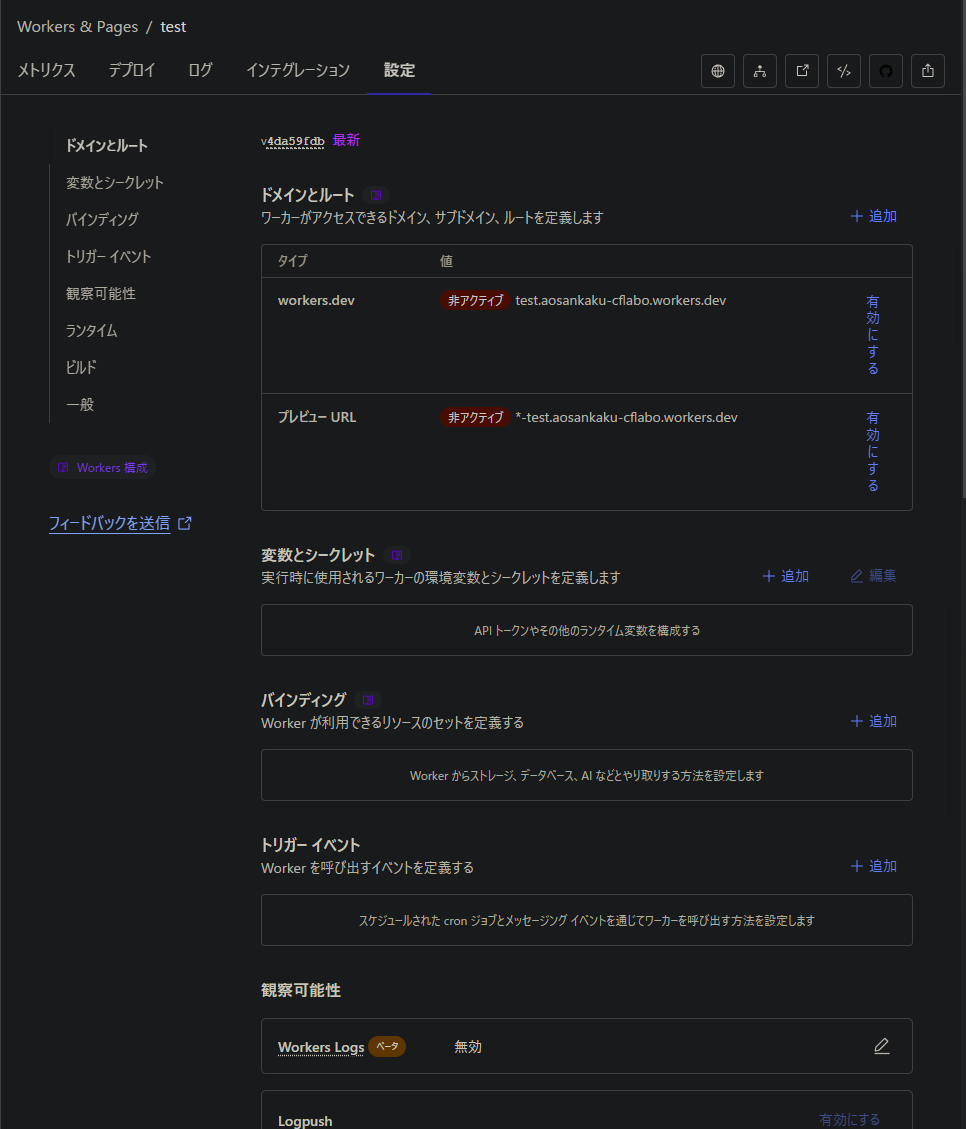 Workers & Pages / test
メトリクス デプロイ ログ インテグレーション 設定
ドメインとルート
変数とシークレット
バインディング
トリガー イベント
観察可能性
ランタイム
ビルド
一般
Workers 構成
フィードバックを送信
v4da59fdb 最新
ドメインとルート
ワーカーがアクセスできるドメイン、サブドメイン、ルートを定義します
追加
タイプ 値
workers.dev 非アクティブ test.aosankaku-cflabo.workers.dev 有効にする
プレビュー URL 非アクティブ *-test.aosankaku-cflabo.workers.dev 有効にする
変数とシークレット
実行時に使用されるワーカーの環境変数とシークレットを定義します
追加 編集
API トークンやその他のランタイム変数を構成する
バインディング
Worker が利用できるリソースのセットを定義する
追加
Worker からストレージ、データベース、AI などとやり取りする方法を設定します
トリガー イベント
Worker を呼び出すイベントを定義する
追加
スケジュールされた cron ジョブとメッセージング イベントを通じてワーカーを呼び出す方法を設定します
観察可能性
Workers Logs ベータ 無効
Logpush 有効にする